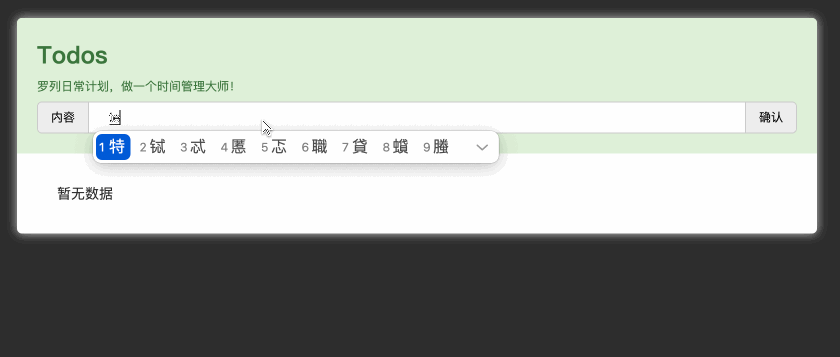 Todos
罗列日常计划，做一个时间管理大师！
内容
确认
1 特 2 铽 3 忒 4 慝 5 忑 6 職 7 貸 8 蟘 9 螣
暂无数据